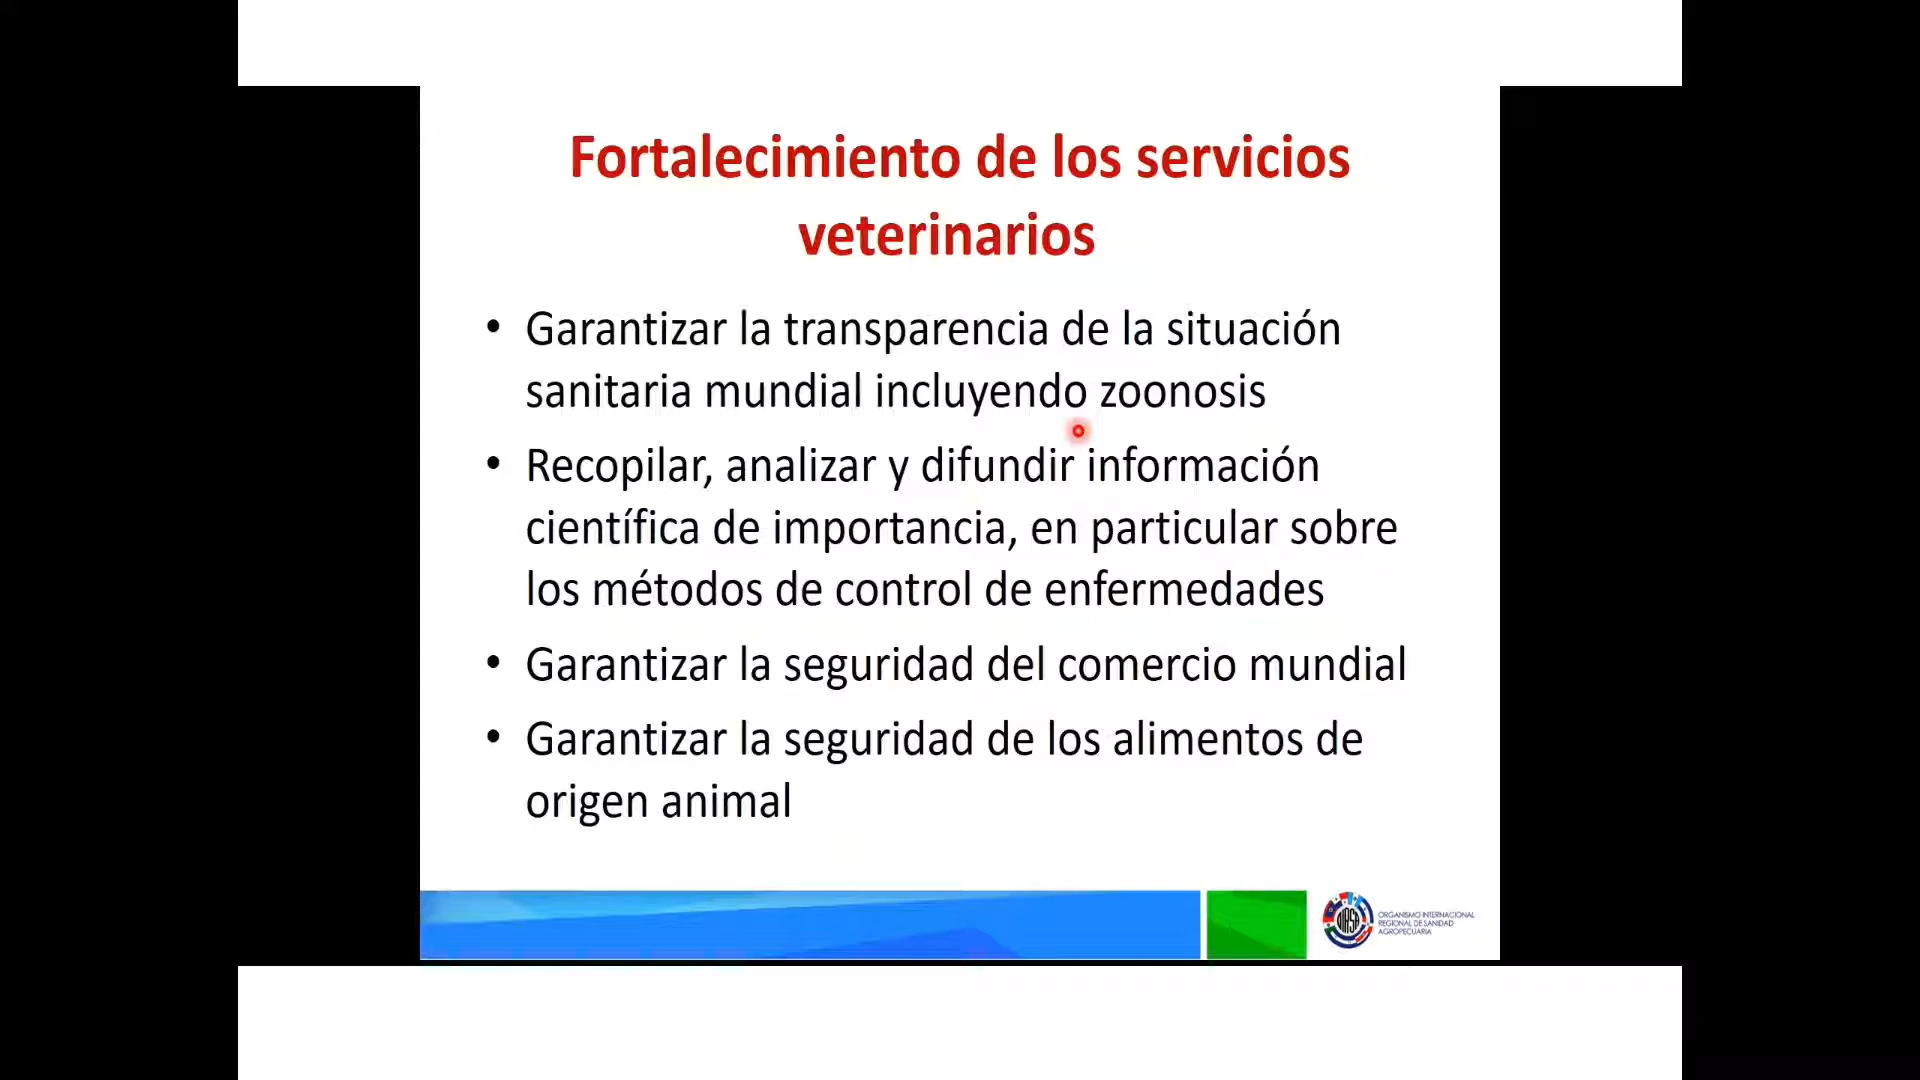 Fortalecimiento de los servicios
veterinarios
• Garantizar la transparencia de la situación
sanitaria mundial incluyendo zoonosis
• Recopilar, analizar y difundir información
científica de importancia, en particular sobre
los métodos de control de enfermedades
• Garantizar la seguridad del comercio mundial
• Garantizar la seguridad de los alimentos de
origen animal
OIRSA
ORGANISMO INTERNACIONAL
REGIONAL DE SANIDAD
AGROPECUARIA